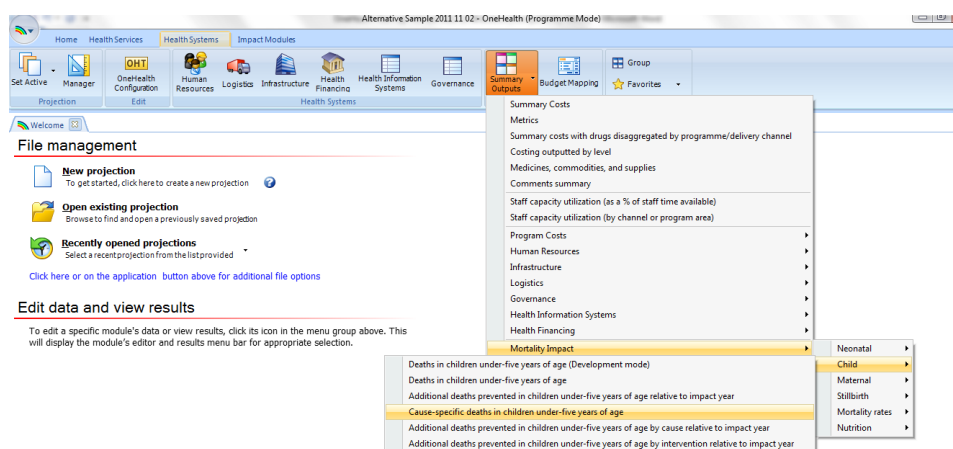 Alternative Sample 2011 11 02 - OneHealth (Programme Mode)
Home Health Services Health Systems Impact Modules
Set Active
Manager
OHT
OneHealth Configuration
Human Resources
Logistics
Infrastructure
Health Financing
Health Information Systems
Governance
Summary Outputs
Budget Mapping
Group
Favorites
Projection
Edit
Health Systems
Welcome
File management
New projection
To get started, click here to create a new projection
Open existing projection
Browse to find and open a previously saved projection
Recently opened projections
Select a recent projection from the list provided
Click here or on the application button above for additional file options
Edit data and view results
To edit a specific module's data or view results, click its icon in the menu group above. This
will display the module's editor and results menu bar for appropriate selection.
Summary Costs
Metrics
Summary costs with drugs disaggregated by programme/delivery channel
Costing outputted by level
Medicines, commodities, and supplies
Comments summary
Staff capacity utilization (as a % of staff time available)
Staff capacity utilization (by channel or program area)
Program Costs
Human Resources
Infrastructure
Logistics
Governance
Health Information Systems
Health Financing
Mortality Impact
Neonatal
Child
Maternal
Stillbirth
Mortality rates
Nutrition
Deaths in children under-five years of age (Development mode)
Deaths in children under-five years of age
Additional deaths prevented in children under-five years of age relative to impact year
Cause-specific deaths in children under-five years of age
Additional deaths prevented in children under-five years of age by cause relative to impact year
Additional deaths prevented in children under-five years of age by intervention relative to impact year